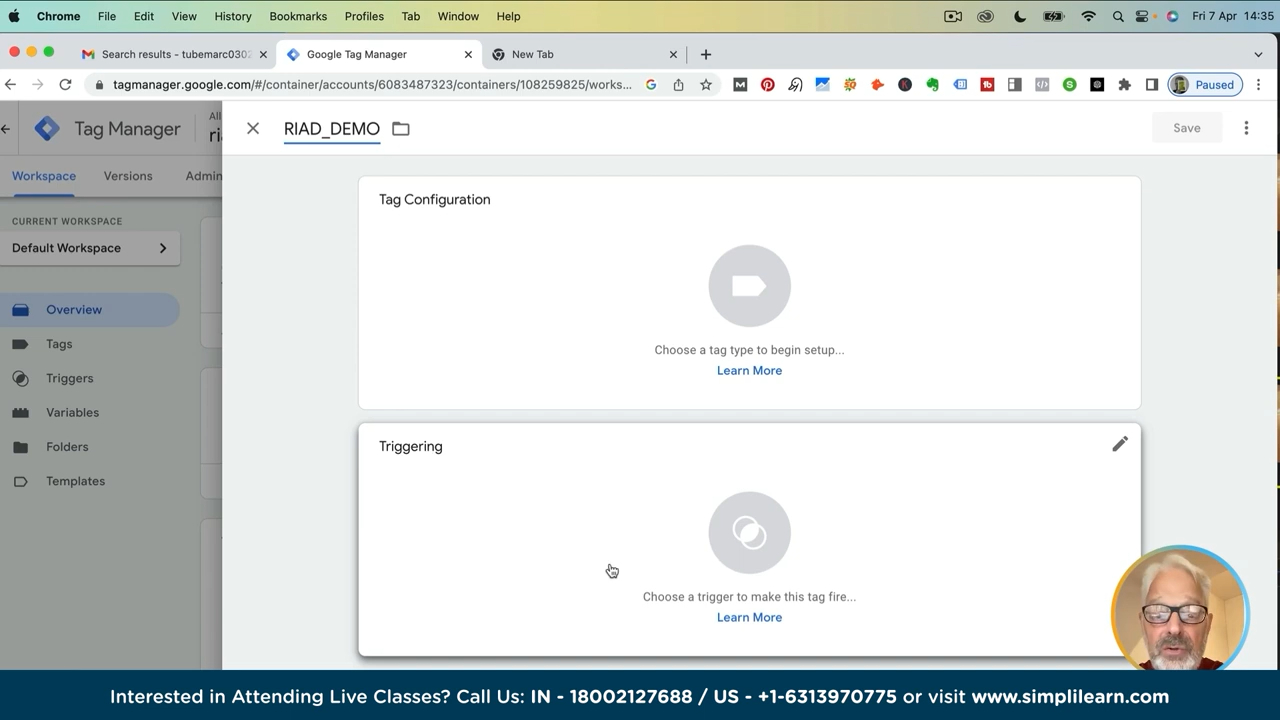 Chrome File Edit View History Bookmarks Profiles Tab Window Help Fri 7 Apr 14:35
Search results - tubemarc0302 Google Tag Manager New Tab
tagmanager.google.com/#/container/accounts/6083487323/containers/108259825/works... Paused
Tag Manager All
ri
RIAD_DEMO Save
Workspace Versions Admin
Tag Configuration
CURRENT WORKSPACE
Default Workspace
Overview
Tags
Triggers
Variables
Folders
Templates
Choose a tag type to begin setup...
Learn More
Triggering
Choose a trigger to make this tag fire...
Learn More
Interested in Attending Live Classes? Call Us: IN - 18002127688 / US - +1-6313970775 or visit www.simplilearn.com